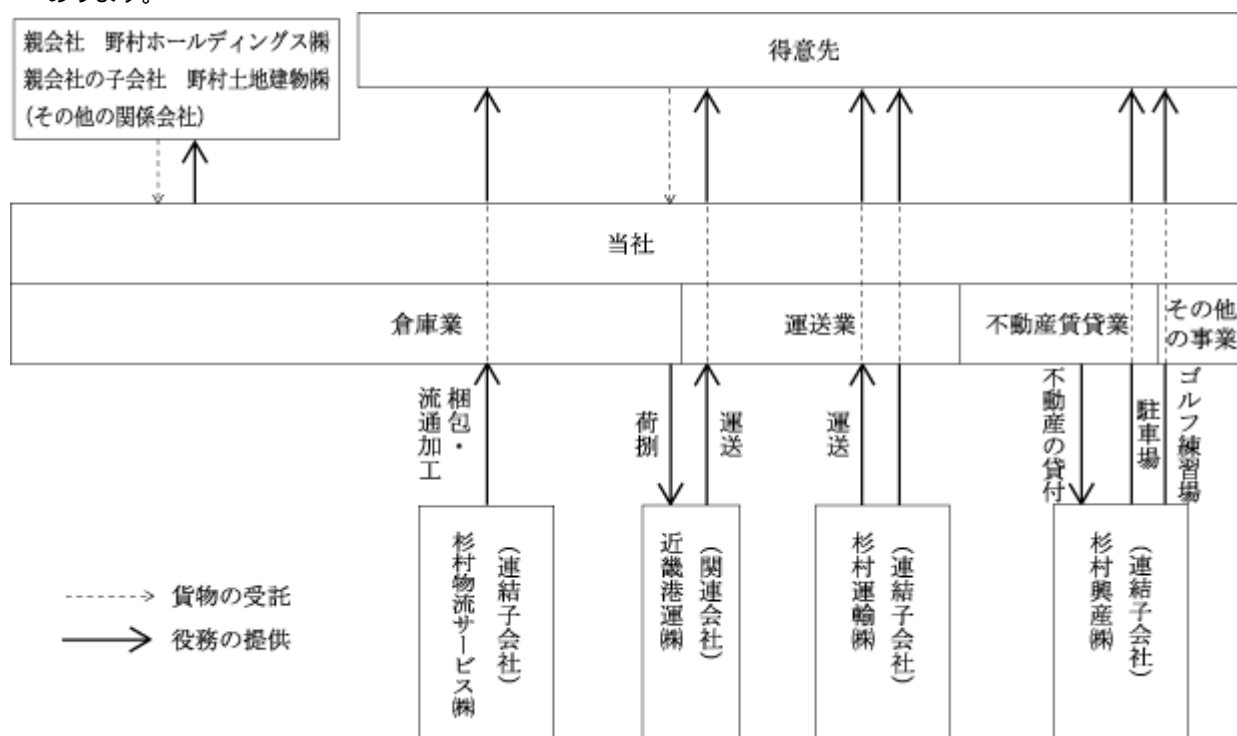 あります。
親会社 野村ホールディングス㈱
親会社の子会社 野村土地建物㈱
(その他の関係会社)
得意先
当社
倉庫業
運送業
不動産賃貸業
その他
の事業
梱包・
流通加工
荷捌
運送
運送
不動産の貸付
駐車場
ゴルフ練習場
(連結子会社)
杉村物流サービス㈱
(関連会社)
近畿港運㈱
(連結子会社)
杉村運輸㈱
(連結子会社)
杉村興産㈱
貨物の受託
役務の提供